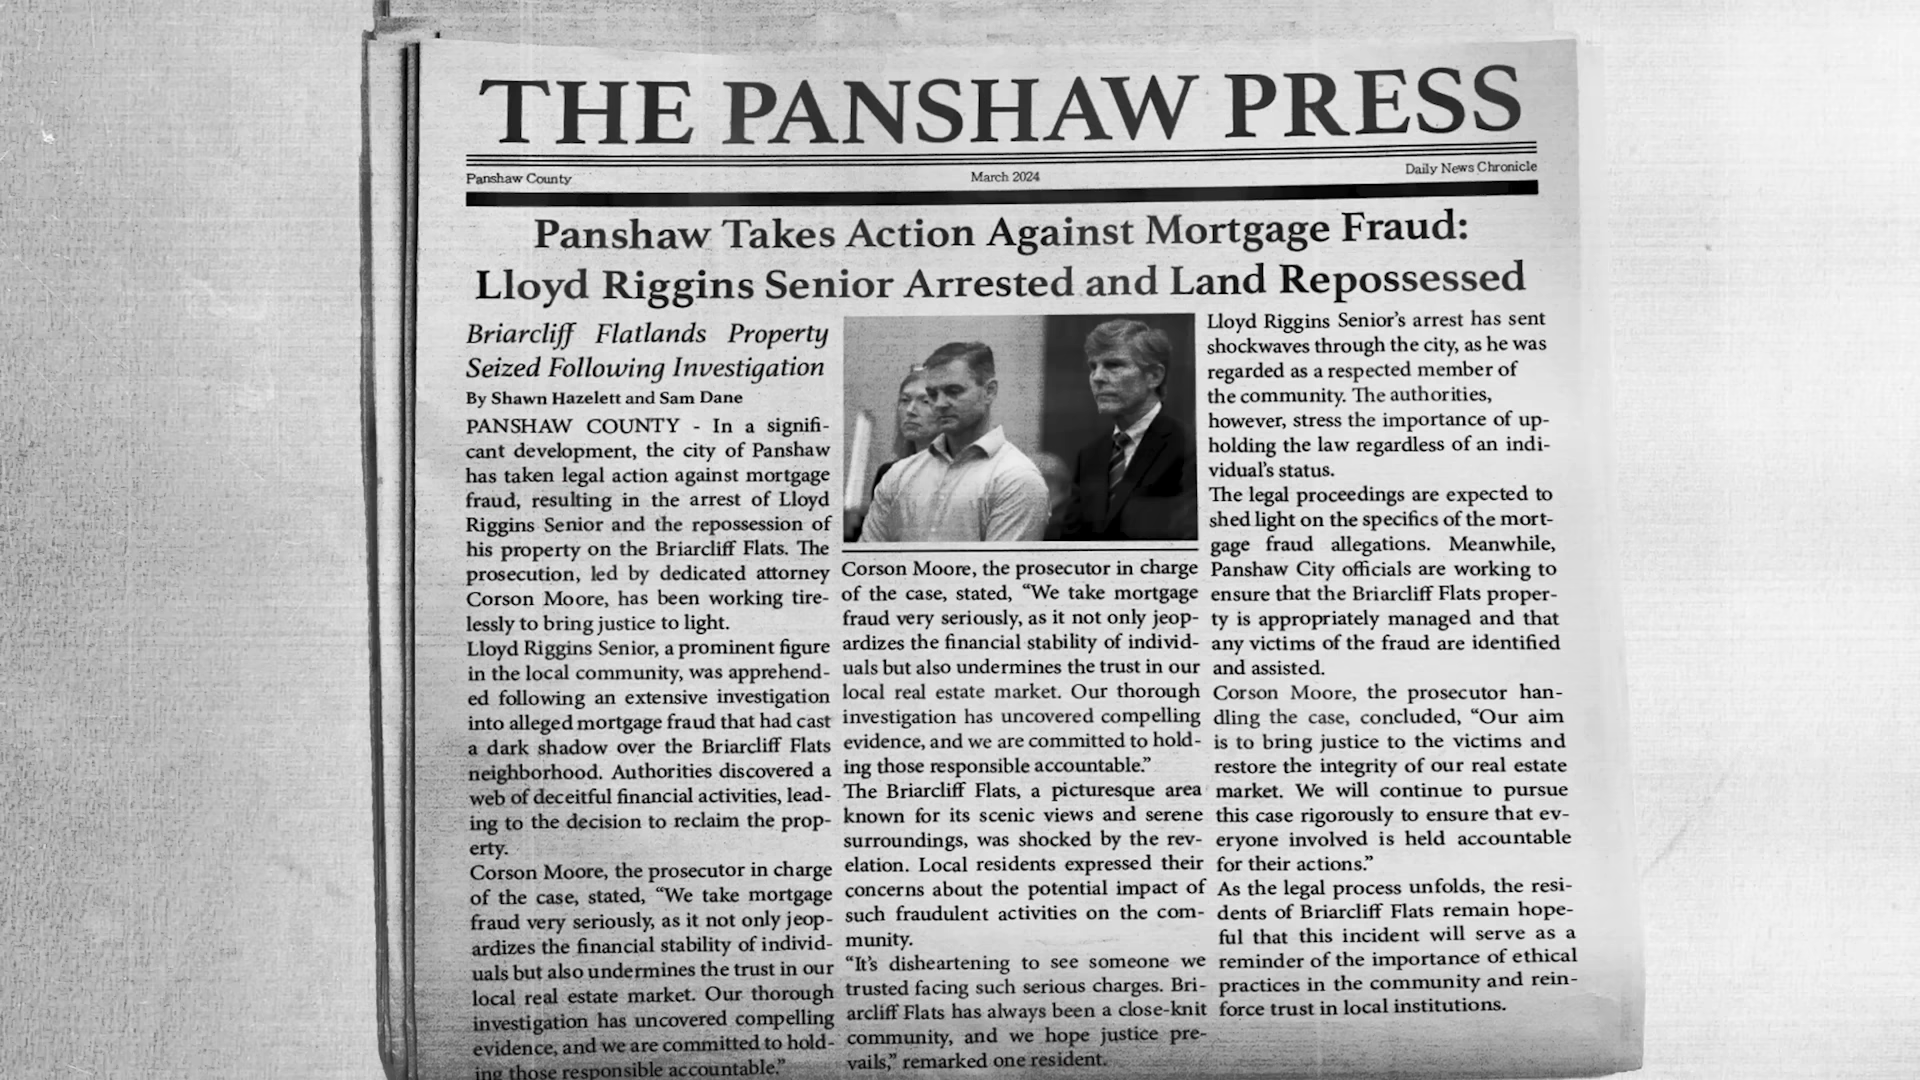 THE PANSHAW PRESS
Panshaw County
March 2024
Daily News Chronicle
Panshaw Takes Action Against Mortgage Fraud:
Lloyd Riggins Senior Arrested and Land Repossessed
Briarcliff Flatlands Property
Seized Following Investigation
By Shawn Hazelett and Sam Dane
PANSHAW COUNTY - In a signifi-
cant development, the city of Panshaw
has taken legal action against mortgage
fraud, resulting in the arrest of Lloyd
Riggins Senior and the repossession of
his property on the Briarcliff Flats. The
prosecution, led by dedicated attorney
Corson Moore, has been working tire-
lessly to bring justice to light.
Lloyd Riggins Senior, a prominent figure
in the local community, was apprehend-
ed following an extensive investigation
into alleged mortgage fraud that had cast
a dark shadow over the Briarcliff Flats
neighborhood. Authorities discovered a
web of deceitful financial activities, lead-
ing to the decision to reclaim the prop-
erty.
Corson Moore, the prosecutor in charge
of the case, stated, “We take mortgage
fraud very seriously, as it not only jeop-
ardizes the financial stability of individ-
uals but also undermines the trust in our
local real estate market. Our thorough
investigation has uncovered compelling
evidence, and we are committed to hold-
ing those responsible accountable.”
Corson Moore, the prosecutor in charge
of the case, stated, “We take mortgage
fraud very seriously, as it not only jeop-
ardizes the financial stability of individ-
uals but also undermines the trust in our
local real estate market. Our thorough
investigation has uncovered compelling
evidence, and we are committed to hold-
ing those responsible accountable.”
The Briarcliff Flats, a picturesque area
known for its scenic views and serene
surroundings, was shocked by the rev-
elation. Local residents expressed their
concerns about the potential impact of
such fraudulent activities on the com-
munity.
“It’s disheartening to see someone we
trusted facing such serious charges. Bri-
arcliff Flats has always been a close-knit
community, and we hope justice pre-
vails,” remarked one resident.
Lloyd Riggins Senior’s arrest has sent
shockwaves through the city, as he was
regarded as a respected member of
the community. The authorities,
however, stress the importance of up-
holding the law regardless of an indi-
vidual’s status.
The legal proceedings are expected to
shed light on the specifics of the mort-
gage fraud allegations. Meanwhile,
Panshaw City officials are working to
ensure that the Briarcliff Flats proper-
ty is appropriately managed and that
any victims of the fraud are identified
and assisted.
Corson Moore, the prosecutor han-
dling the case, concluded, “Our aim
is to bring justice to the victims and
restore the integrity of our real estate
market. We will continue to pursue
this case rigorously to ensure that ev-
eryone involved is held accountable
for their actions.”
As the legal process unfolds, the resi-
dents of Briarcliff Flats remain hope-
ful that this incident will serve as a
reminder of the importance of ethical
practices in the community and rein-
force trust in local institutions.